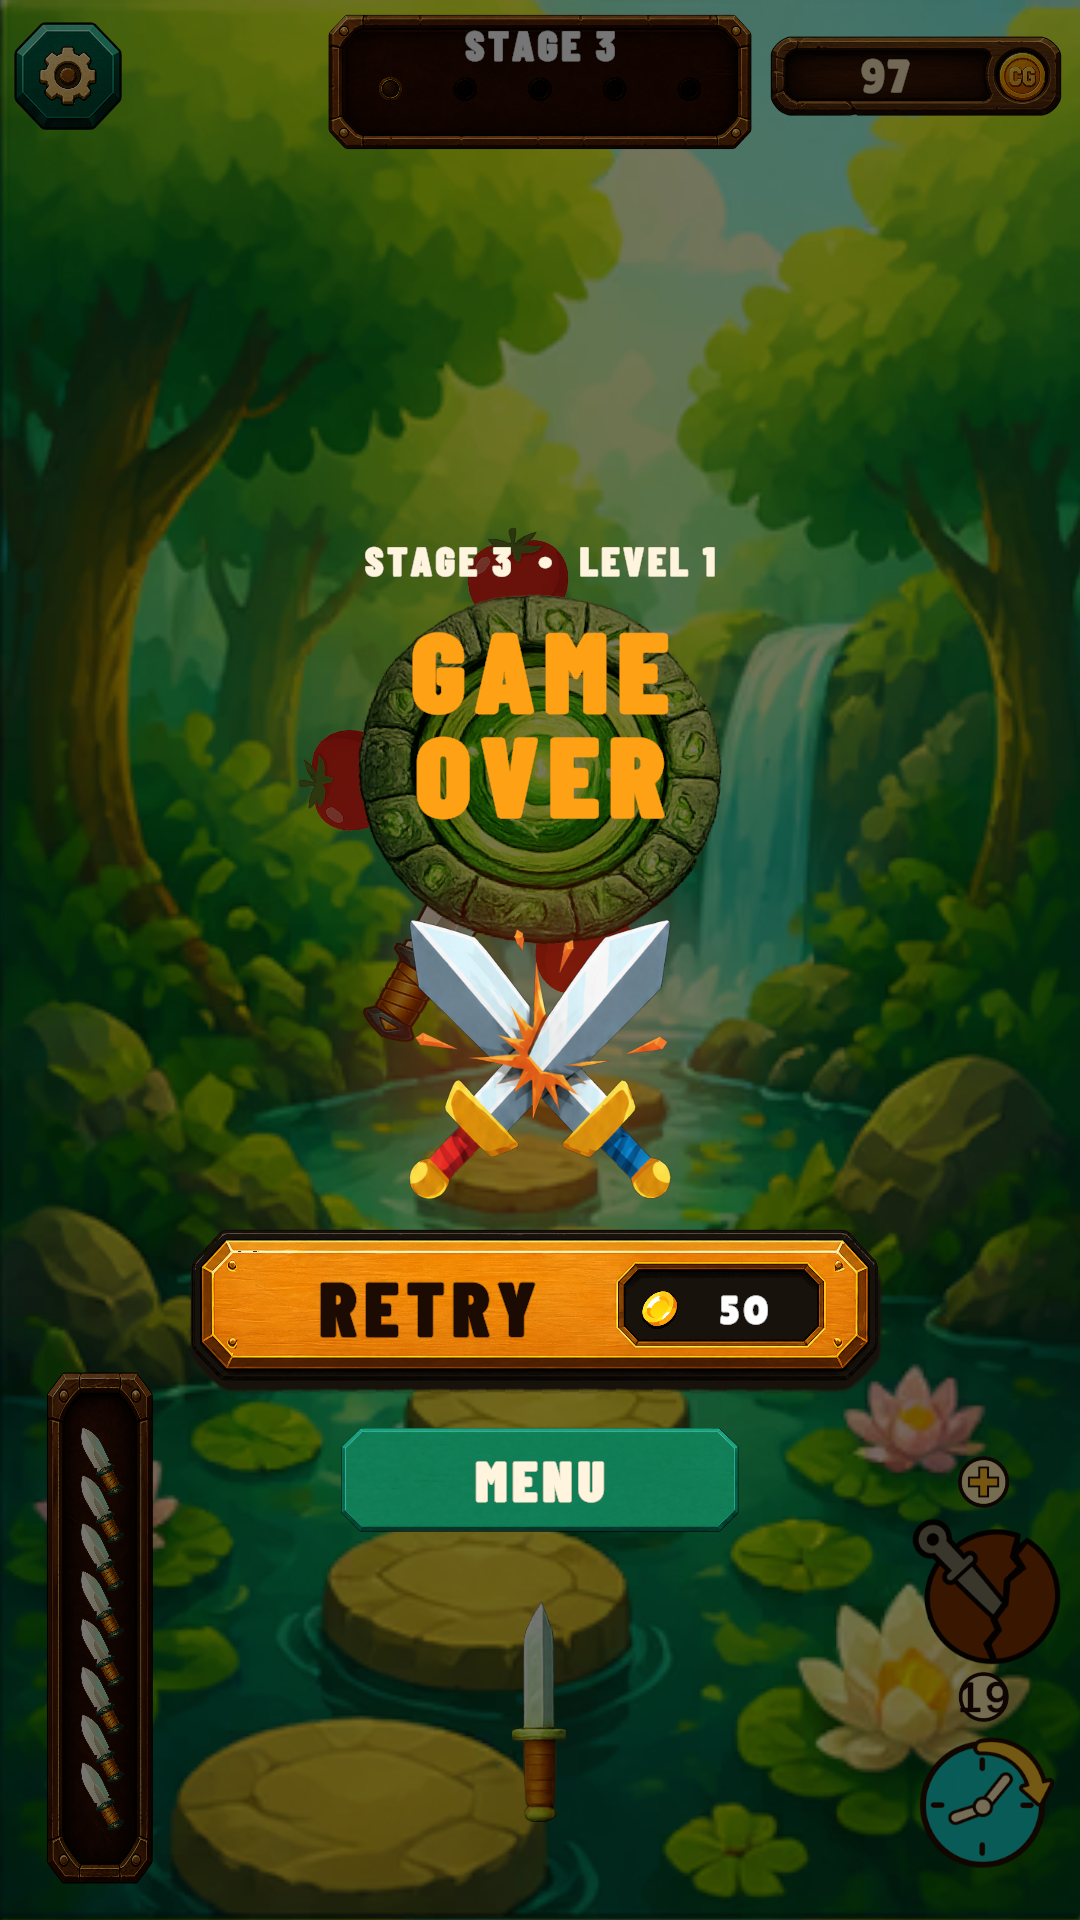 STAGE 3
97
CG
STAGE 3 • LEVEL 1
GAME
OVER
RETRY
50
MENU
19